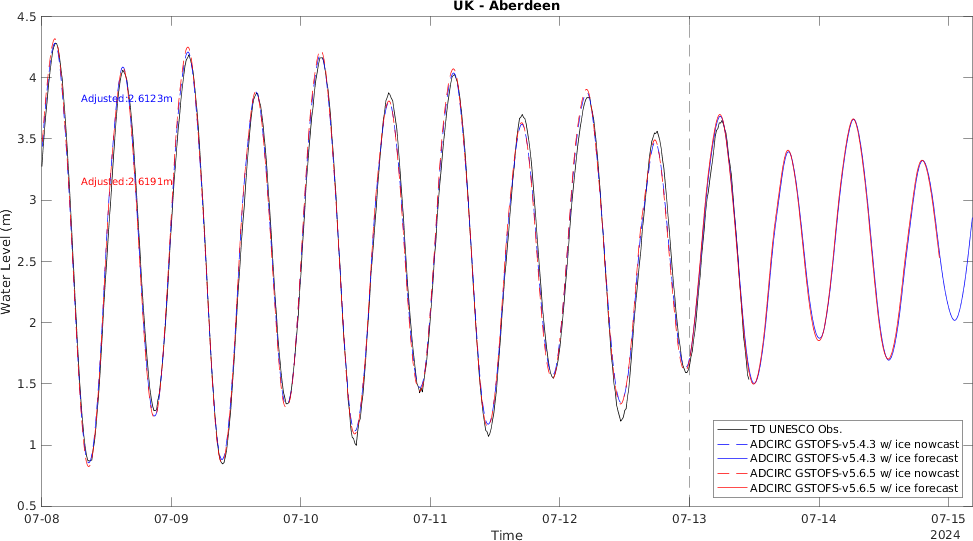 UK - Aberdeen
4.5
4
3.5
3
2.5
2
1.5
1
0.5
Water Level (m)
Adjusted:2.6123m
Adjusted:2.6191m
TD UNESCO Obs.
ADCIRC GSTOFS-v5.4.3 w/ ice nowcast
ADCIRC GSTOFS-v5.4.3 w/ ice forecast
ADCIRC GSTOFS-v5.6.5 w/ ice nowcast
ADCIRC GSTOFS-v5.6.5 w/ ice forecast
07-08 07-09 07-10 07-11 07-12 07-13 07-14 07-15
2024
Time